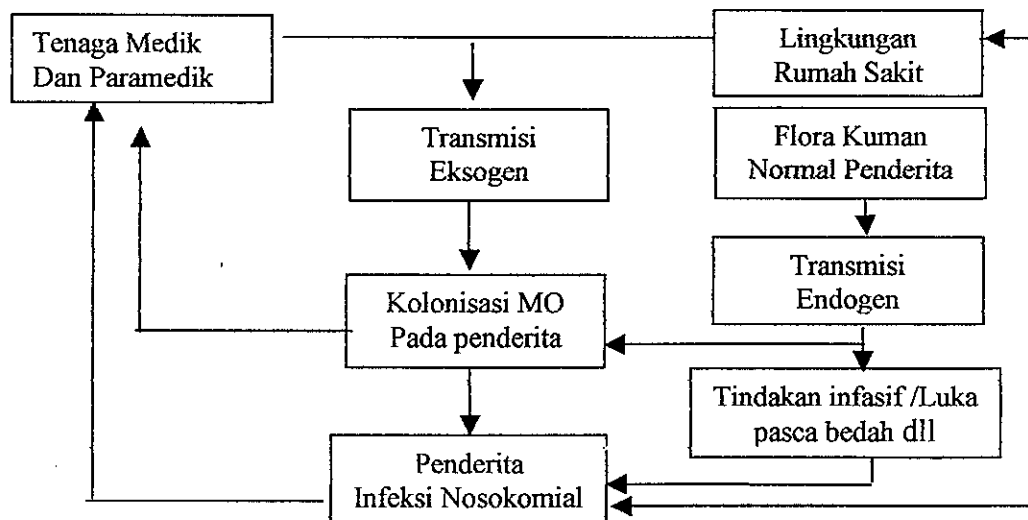 Tenaga Medik
Dan Paramedik
Lingkungan
Rumah Sakit
Transmisi
Eksogen
Flora Kuman
Normal Penderita
Transmisi
Endogen
Kolonisasi MO
Pada penderita
Tindakan infasif /Luka
pasca bedah dll
Penderita
Infeksi Nosokomial